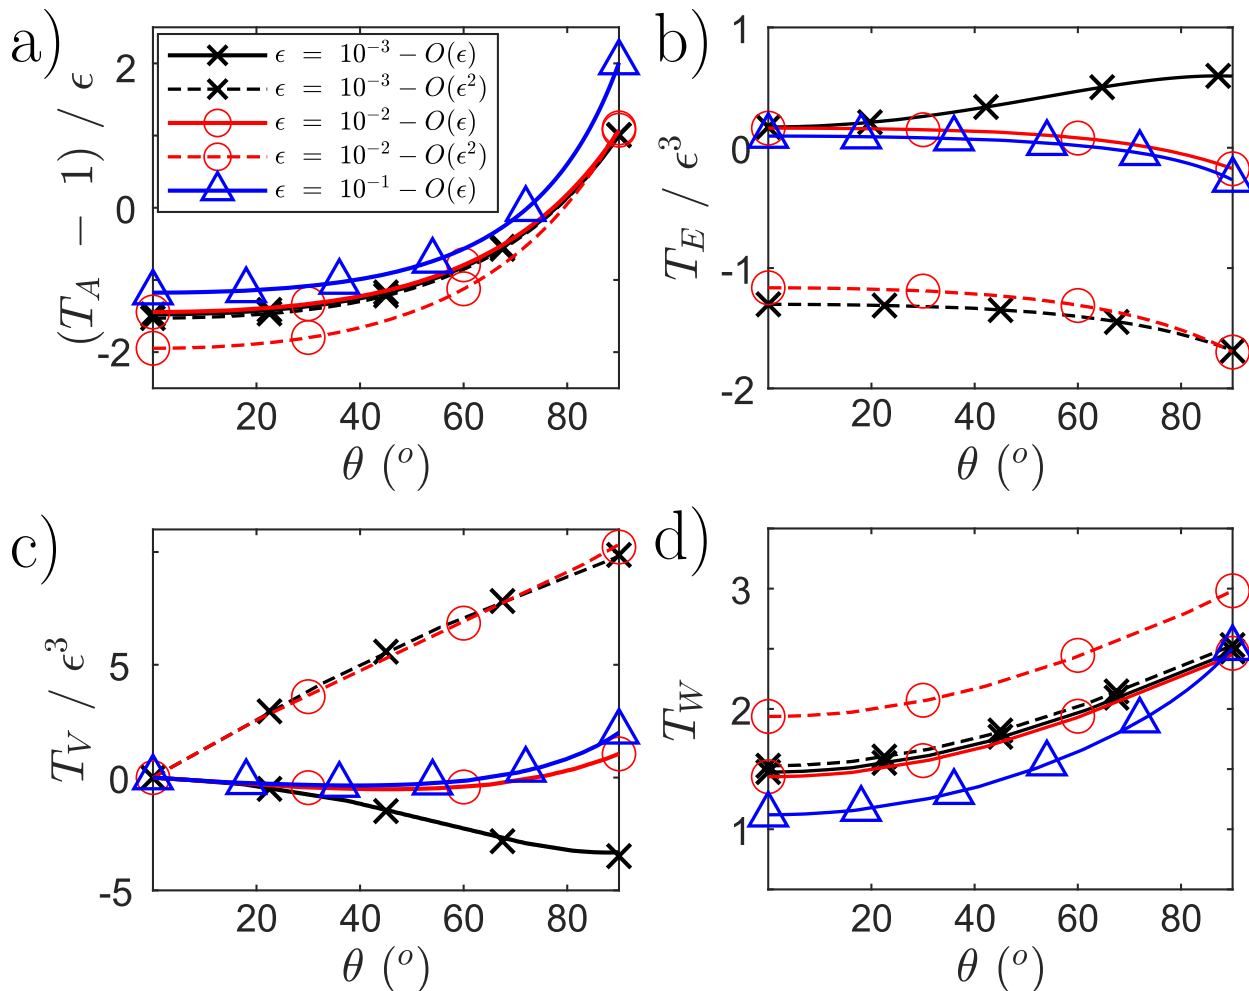 a)
ϵ = 10⁻³ − O(ϵ)
ϵ = 10⁻³ − O(ϵ²)
ϵ = 10⁻² − O(ϵ)
ϵ = 10⁻² − O(ϵ²)
ϵ = 10⁻¹ − O(ϵ)
(T_A − 1) / ϵ
2
0
-2
20 40 60 80
θ (°)
b)
T_E / ϵ³
1
0
-1
-2
20 40 60 80
θ (°)
c)
T_V / ϵ³
5
0
-5
20 40 60 80
θ (°)
d)
T_W
3
2
1
20 40 60 80
θ (°)